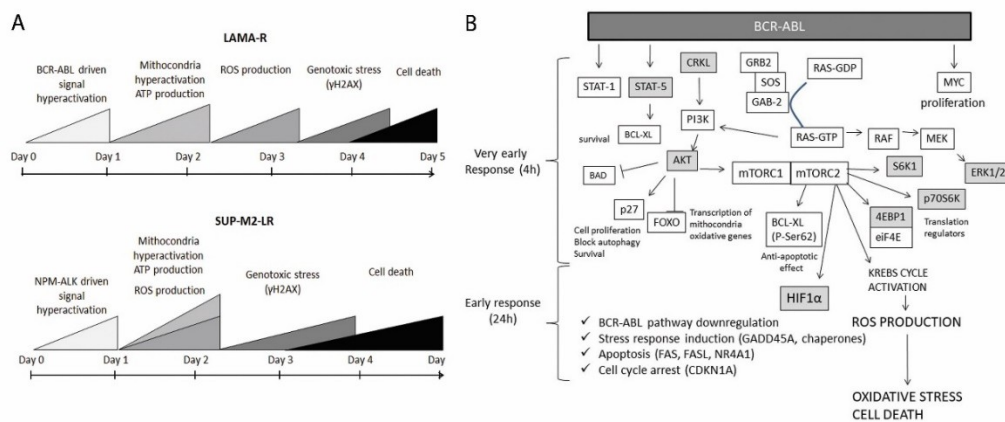 A
LAMA-R
BCR-ABL driven
signal
hyperactivation
Mithocondria
hyperactivation
ATP production
ROS production
Genotoxic stress
(γH2AX)
Cell death
Day 0
Day 1
Day 2
Day 3
Day 4
Day 5
SUP-M2-LR
NPM-ALK driven
signal
hyperactivation
Mithocondria
hyperactivation
ATP production
ROS production
Genotoxic stress
(γH2AX)
Cell death
Day 0
Day 1
Day 2
Day 3
Day 4
Day
B
BCR-ABL
Very early
Response (4h)
STAT-1
STAT-5
CRKL
GRB2
SOS
GAB-2
RAS-GDP
MYC
proliferation
survival
BCL-XL
PI3K
RAS-GTP
RAF
MEK
BAD
AKT
mTORC1
mTORC2
S6K1
ERK1/2
p27
FOXO
Transcription of
mithocondria
oxidative genes
BCL-XL
(P-Ser62)
4EBP1
eiF4E
p70S6K
Translation
regulators
Cell proliferation
Block autophagy
Survival
Anti-apoptotic
effect
KREBS CYCLE
ACTIVATION
Early response
(24h)
HIF1α
ROS PRODUCTION
✓ BCR-ABL pathway downregulation
✓ Stress response induction (GADD45A, chaperones)
✓ Apoptosis (FAS, FASL, NR4A1)
✓ Cell cycle arrest (CDKN1A)
OXIDATIVE STRESS
CELL DEATH